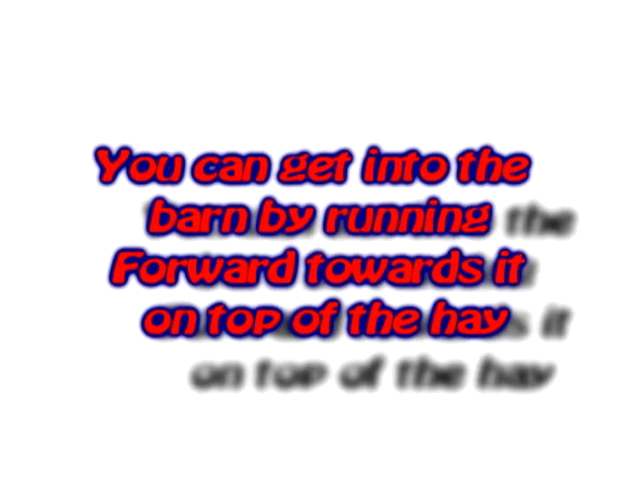 You can get into the
barn by running
Forward towards it
on top of the hay